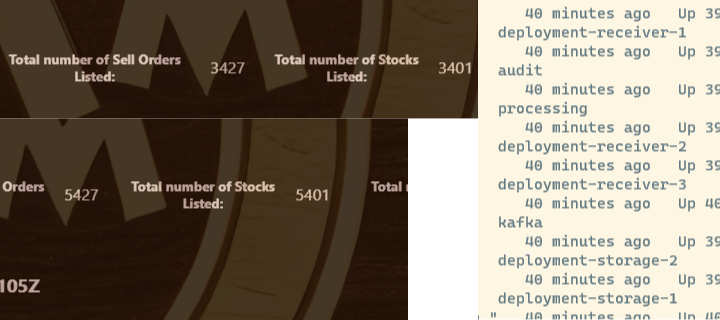 Total number of Sell Orders Listed: 3427 Total number of Stocks Listed: 3401
Orders 5427 Total number of Stocks Listed: 5401 Total
105Z
40 minutes ago Up 39
deployment-receiver-1
40 minutes ago Up 39
audit
40 minutes ago Up 39
processing
40 minutes ago Up 39
deployment-receiver-2
40 minutes ago Up 39
deployment-receiver-3
40 minutes ago Up 40
kafka
40 minutes ago Up 39
deployment-storage-2
40 minutes ago Up 39
deployment-storage-1
" 40 minutes ago Up 40